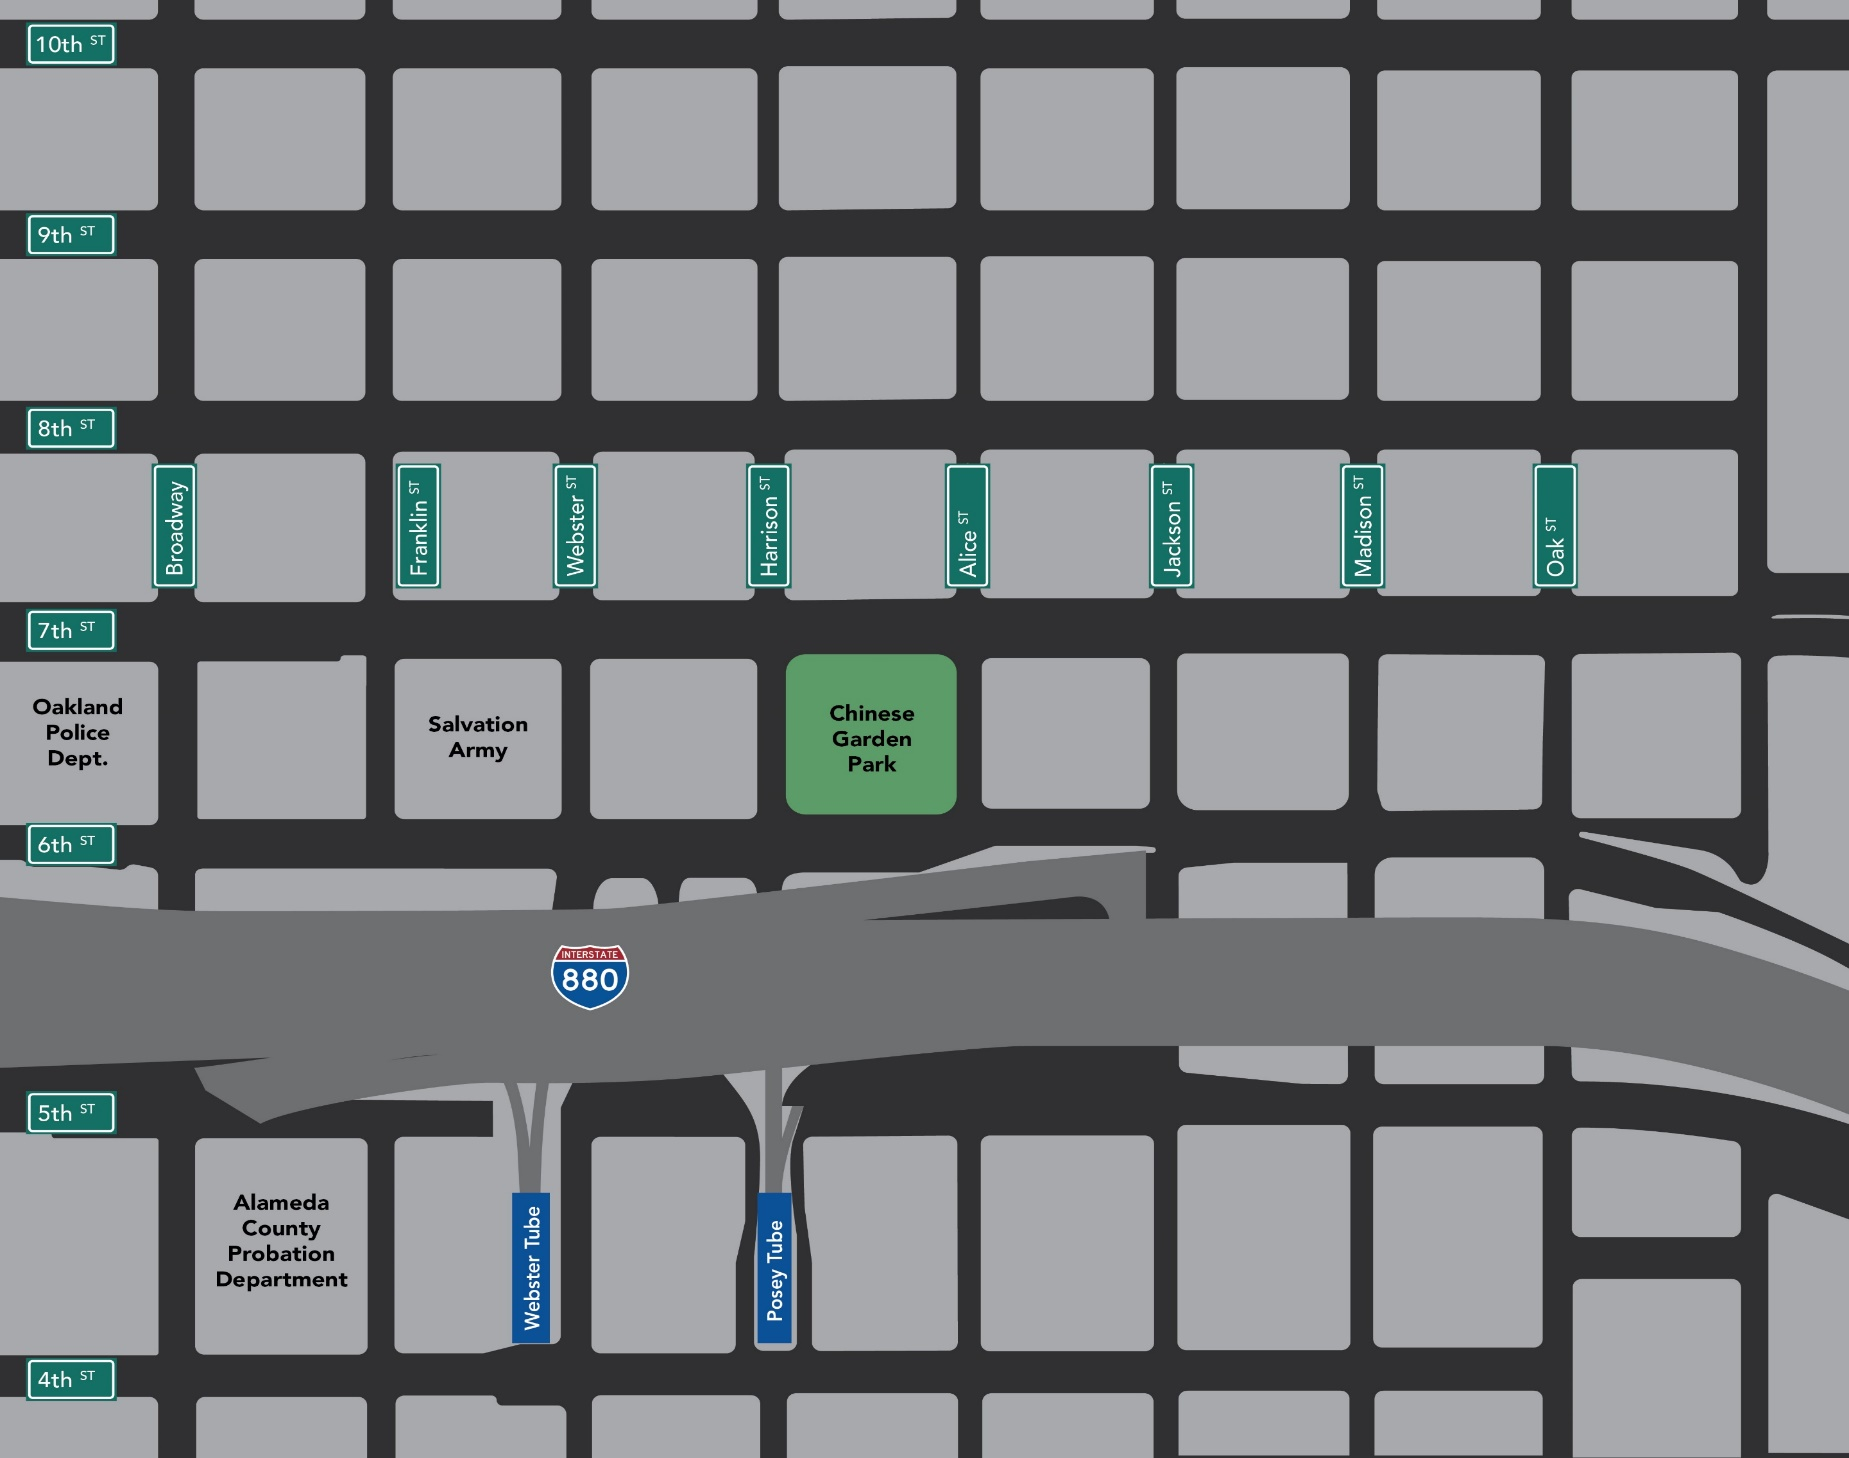 10th ST
9th ST
8th ST
Broadway
Franklin ST
Webster ST
Harrison ST
Alice ST
Jackson ST
Madison ST
Oak ST
7th ST
Oakland
Police
Dept.
Salvation
Army
Chinese
Garden
Park
6th ST
INTERSTATE
880
5th ST
Alameda
County
Probation
Department
Webster Tube
Posey Tube
4th ST